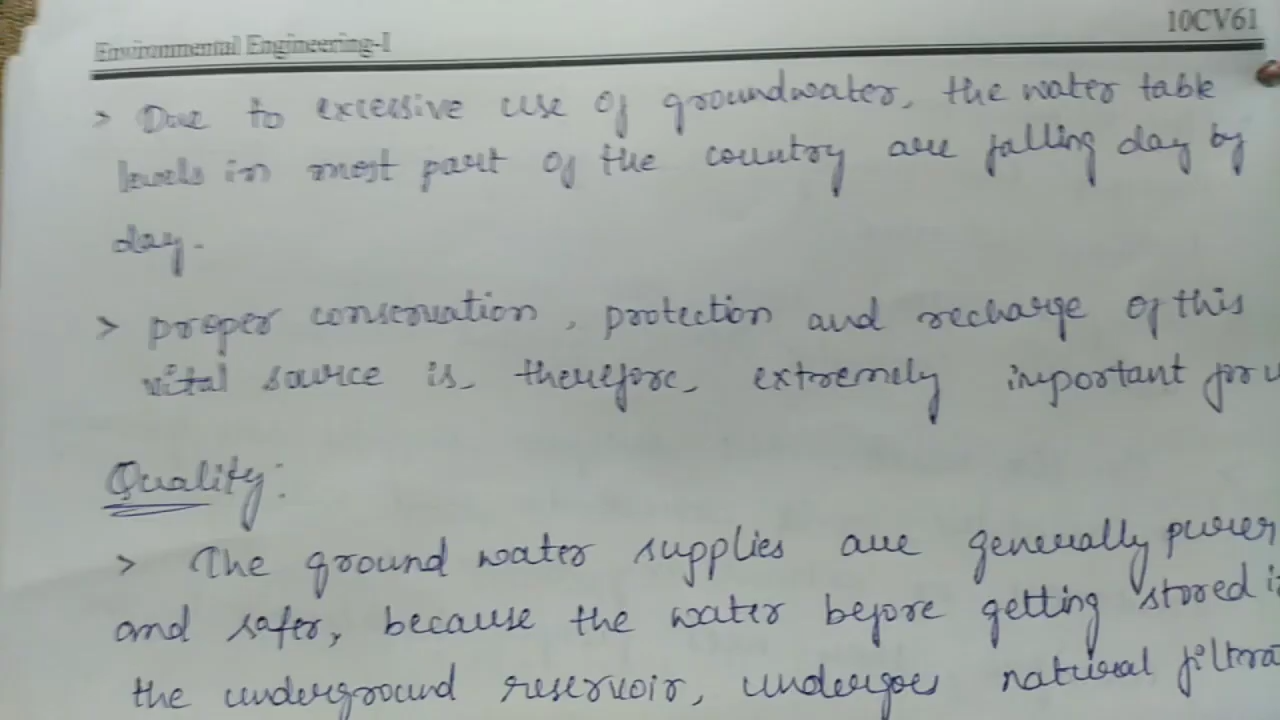 Environmental Engineering-I 10CV61
> Due to excessive use of groundwater, the water table
levels in most part of the country are falling day by
day.
> proper conservation, protection and recharge of this
vital source is, therefore, extremely important for u
Quality:
> The ground water supplies are generally purer
and safer, because the water before getting stored i
the underground reservoir, undergoes natural filtra